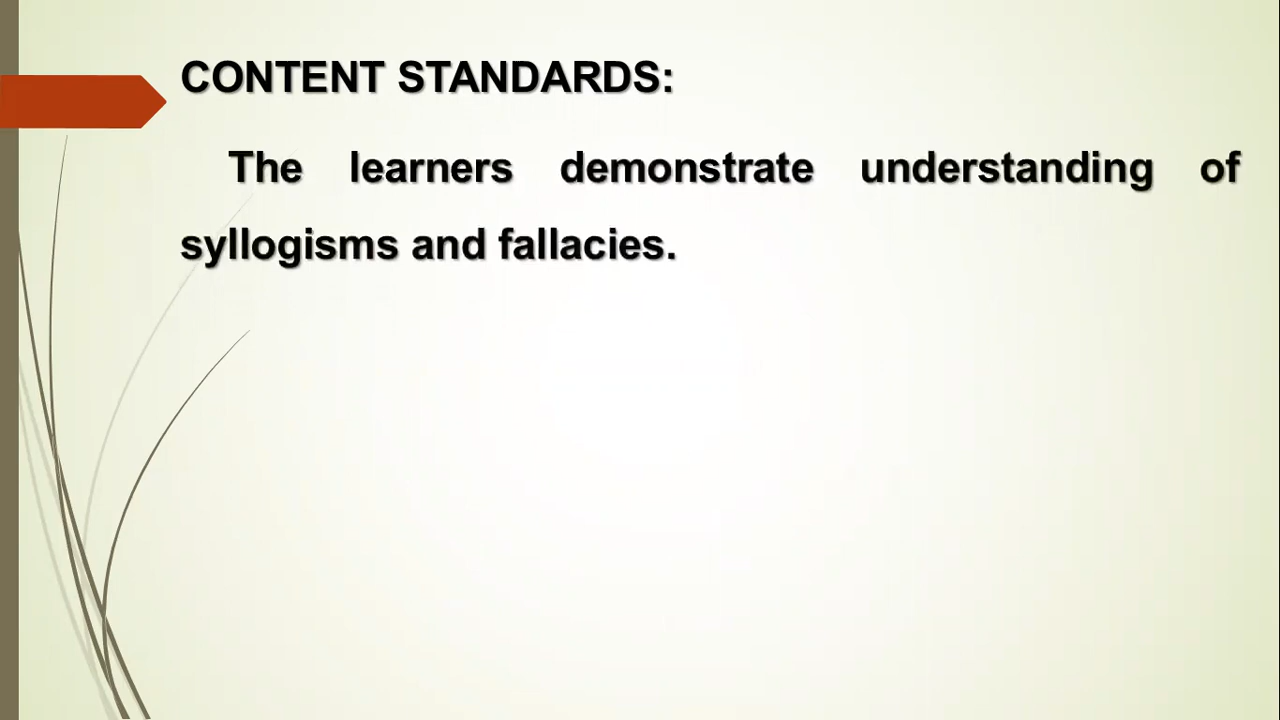 CONTENT STANDARDS:
The learners demonstrate understanding of
syllogisms and fallacies.